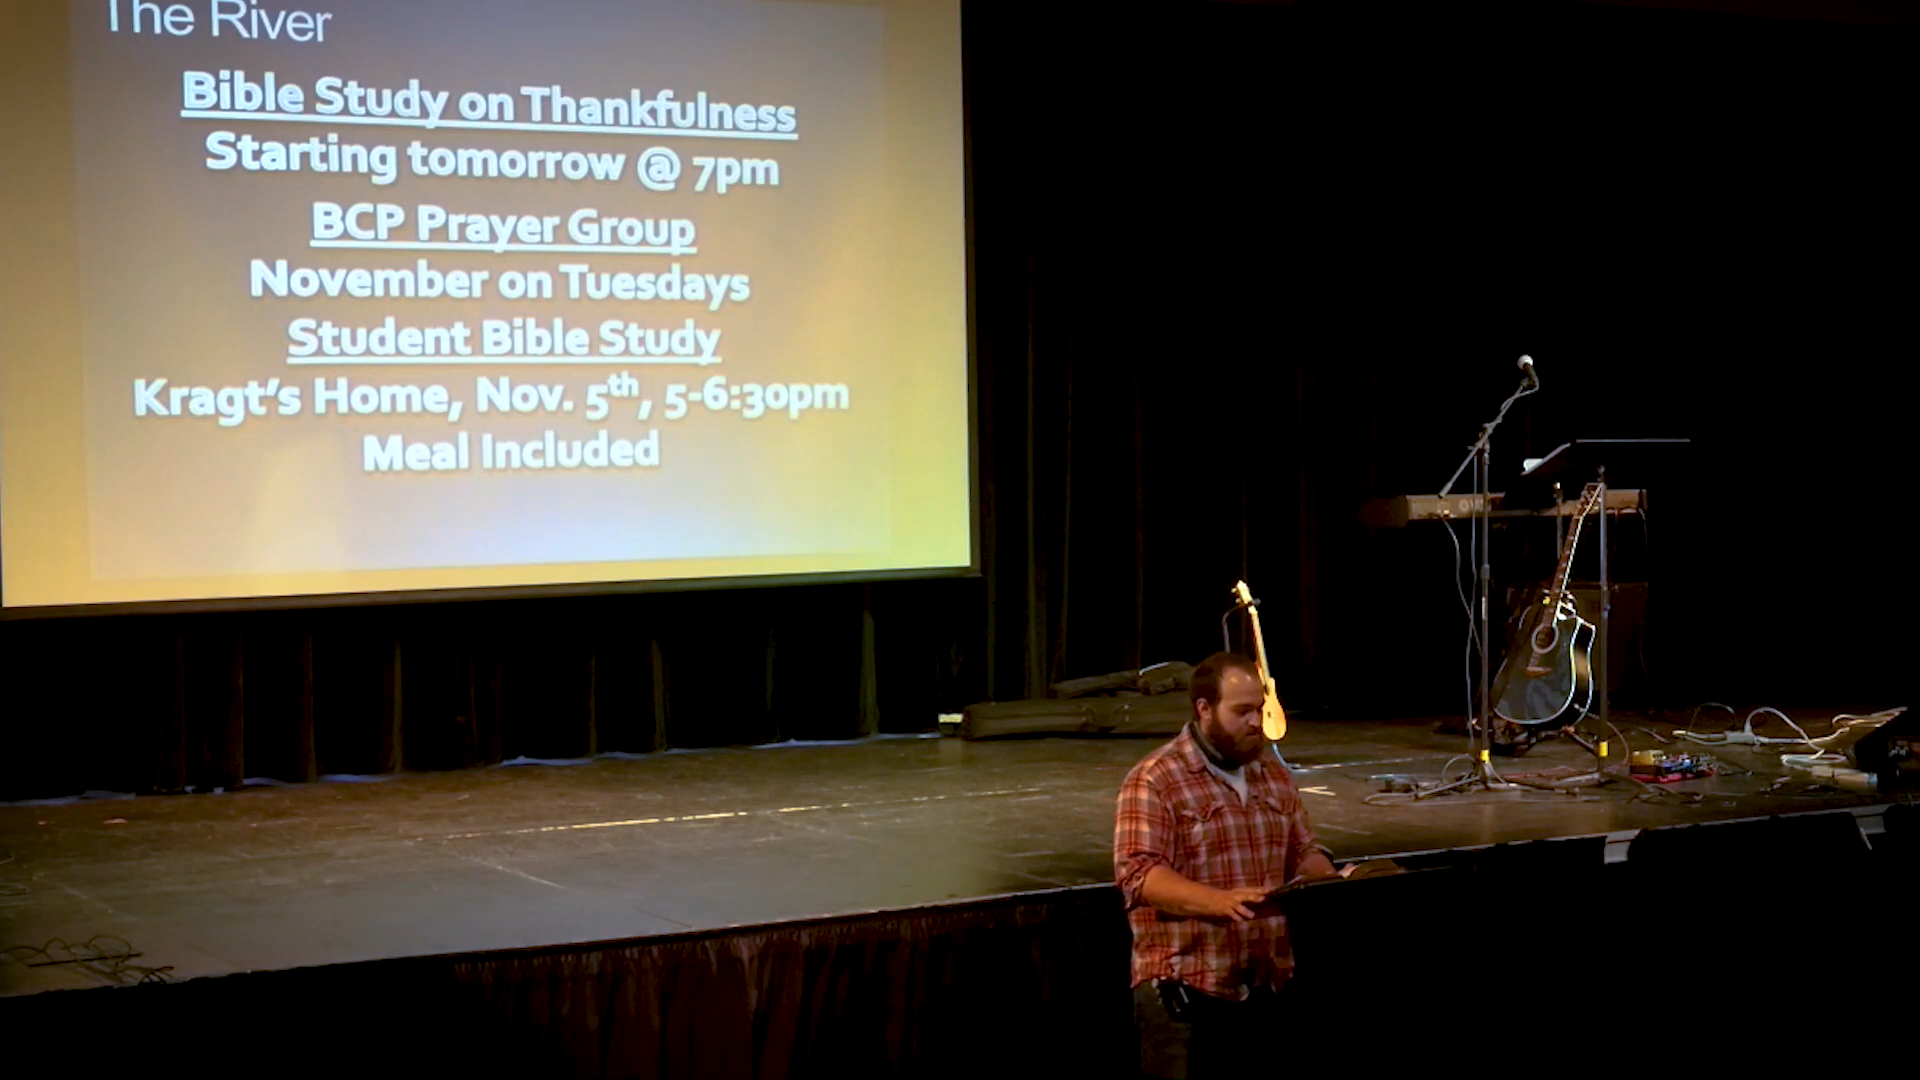 The River
Bible Study on Thankfulness
Starting tomorrow @ 7pm
BCP Prayer Group
November on Tuesdays
Student Bible Study
Kragt's Home, Nov. 5th, 5-6:30pm
Meal Included